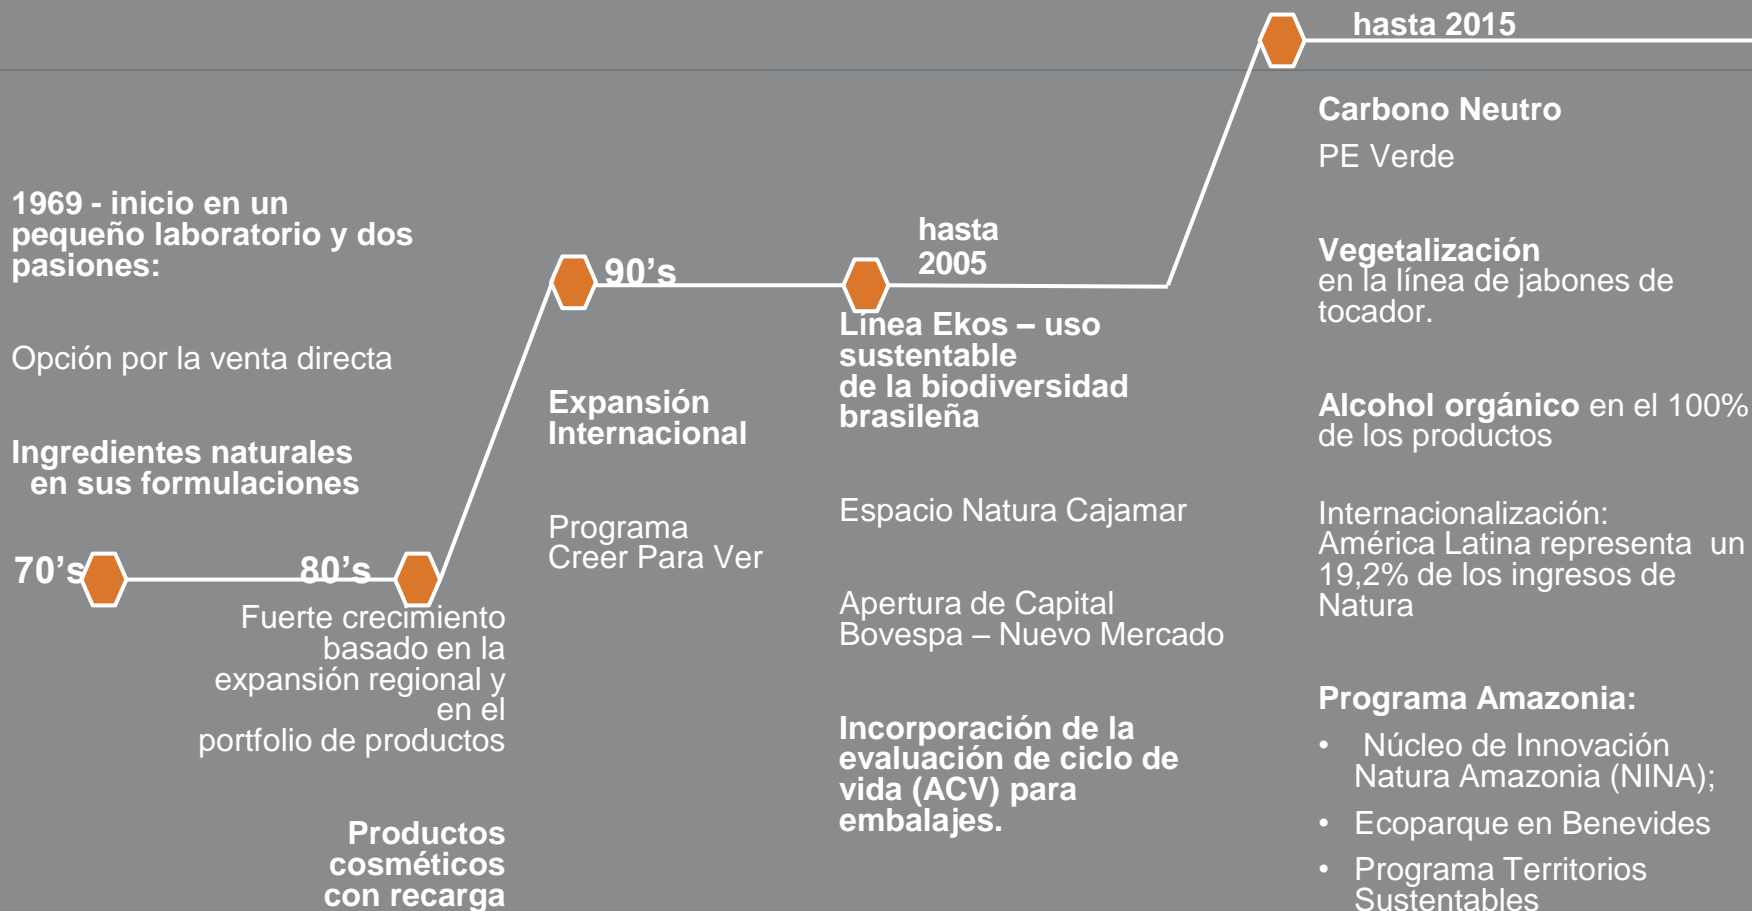 1969 - inicio en un
pequeño laboratorio y dos
pasiones:
Opción por la venta directa
Ingredientes naturales
en sus formulaciones
70’s
80’s
Fuerte crecimiento
basado en la
expansión regional y
en el
portfolio de productos
Productos
cosméticos
con recarga
90’s
Expansión
Internacional
Programa
Creer Para Ver
hasta
2005
Línea Ekos – uso
sustentable
de la biodiversidad
brasileña
Espacio Natura Cajamar
Apertura de Capital
Bovespa – Nuevo Mercado
Incorporación de la
evaluación de ciclo de
vida (ACV) para
embalajes.
hasta 2015
Carbono Neutro
PE Verde
Vegetalización
en la línea de jabones de
tocador.
Alcohol orgánico en el 100%
de los productos
Internacionalización:
América Latina representa un
19,2% de los ingresos de
Natura
Programa Amazonia:
• Núcleo de Innovación
Natura Amazonia (NINA);
• Ecoparque en Benevides
• Programa Territorios
Sustentables